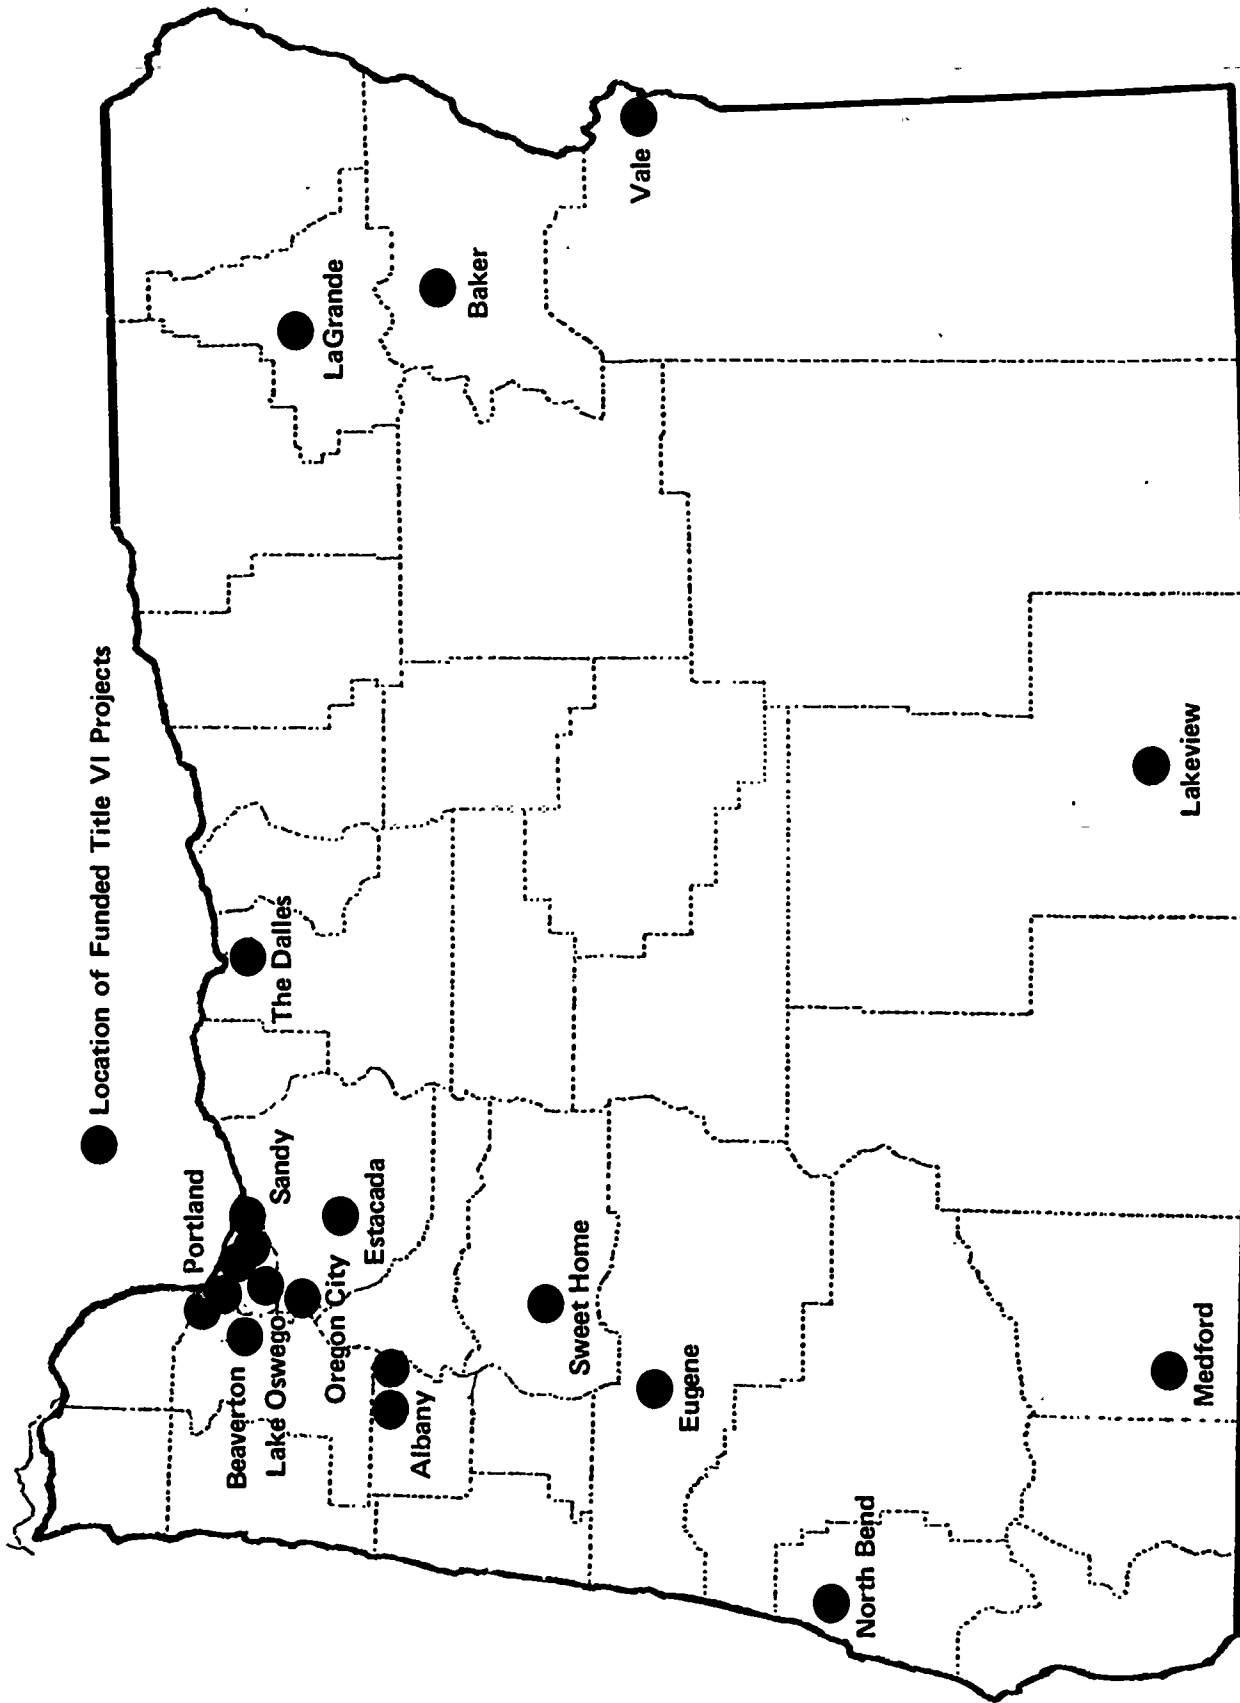 Location of Funded Title VI Projects
Portland
Sandy
The Dalles
LaGrande
Baker
Vale
Beaverton
Lake Oswego
Oregon City
Estacada
Albany
Sweet Home
Eugene
North Bend
Medford
Lakeview